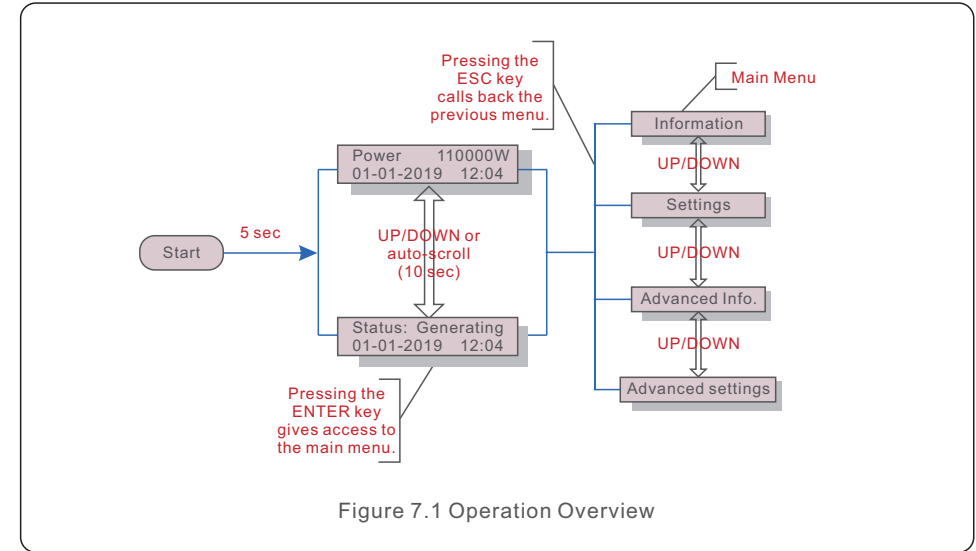 Pressing the
ESC key
calls back the
previous menu.
Main Menu
Information
Power 110000W
01-01-2019 12:04
UP/DOWN
Settings
Start
5 sec
UP/DOWN or
auto-scroll
(10 sec)
UP/DOWN
Advanced Info.
Status: Generating
01-01-2019 12:04
UP/DOWN
Advanced settings
Pressing the
ENTER key
gives access to
the main menu.
Figure 7.1 Operation Overview